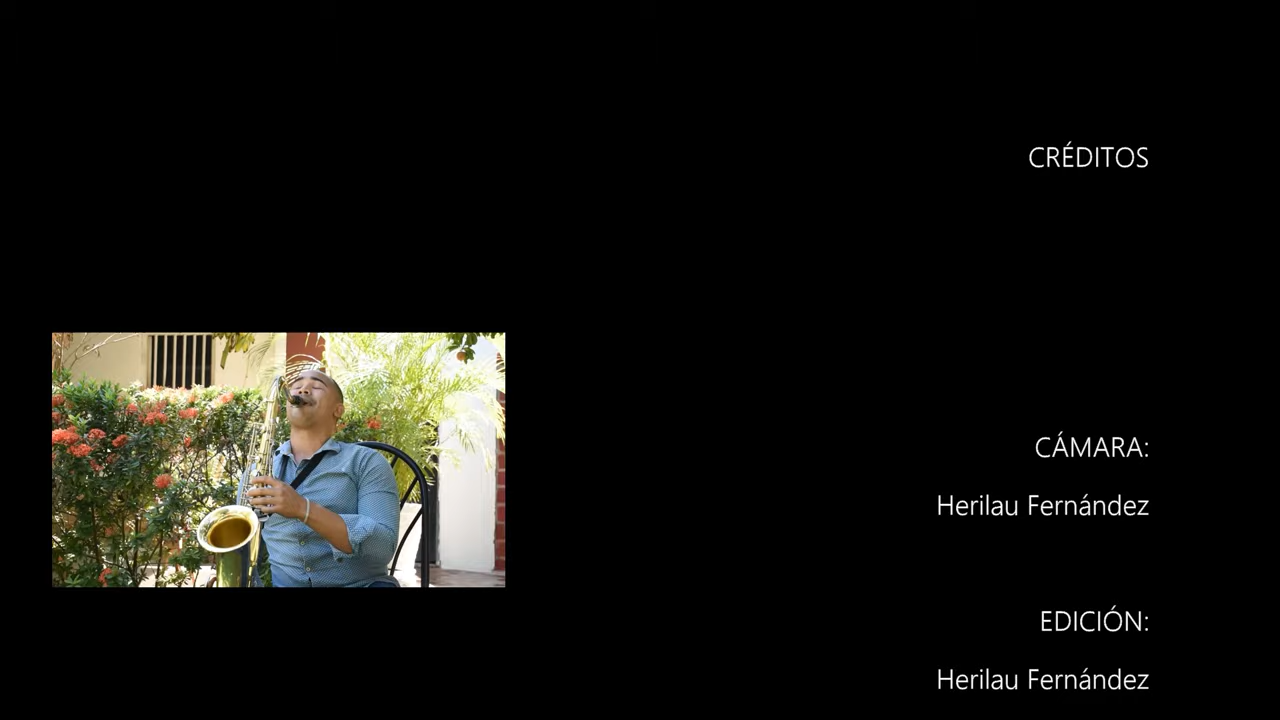 CRÉDITOS
CÁMARA:
Herilau Fernández
EDICIÓN:
Herilau Fernández